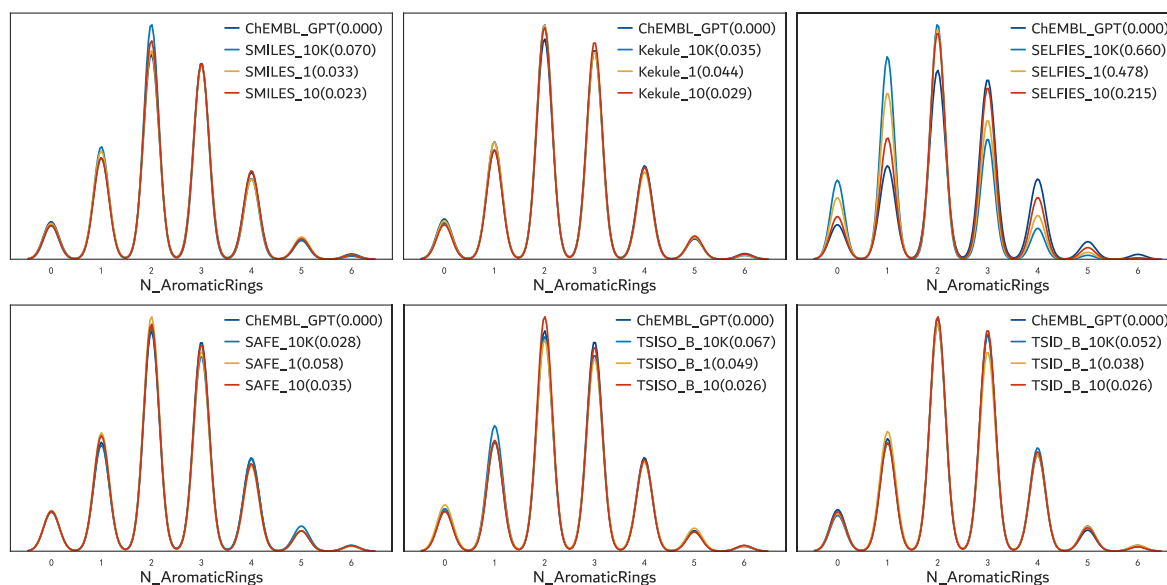 ChEMBL_GPT(0.000)
SMILES_10K(0.070)
SMILES_1(0.033)
SMILES_10(0.023)
0 1 2 3 4 5 6
N_AromaticRings
ChEMBL_GPT(0.000)
Kekule_10K(0.035)
Kekule_1(0.044)
Kekule_10(0.029)
0 1 2 3 4 5 6
N_AromaticRings
ChEMBL_GPT(0.000)
SELFIES_10K(0.660)
SELFIES_1(0.478)
SELFIES_10(0.215)
0 1 2 3 4 5 6
N_AromaticRings
ChEMBL_GPT(0.000)
SAFE_10K(0.028)
SAFE_1(0.058)
SAFE_10(0.035)
0 1 2 3 4 5 6
N_AromaticRings
ChEMBL_GPT(0.000)
TSISO_B_10K(0.067)
TSISO_B_1(0.049)
TSISO_B_10(0.026)
0 1 2 3 4 5 6
N_AromaticRings
ChEMBL_GPT(0.000)
TSID_B_10K(0.052)
TSID_B_1(0.038)
TSID_B_10(0.026)
0 1 2 3 4 5 6
N_AromaticRings